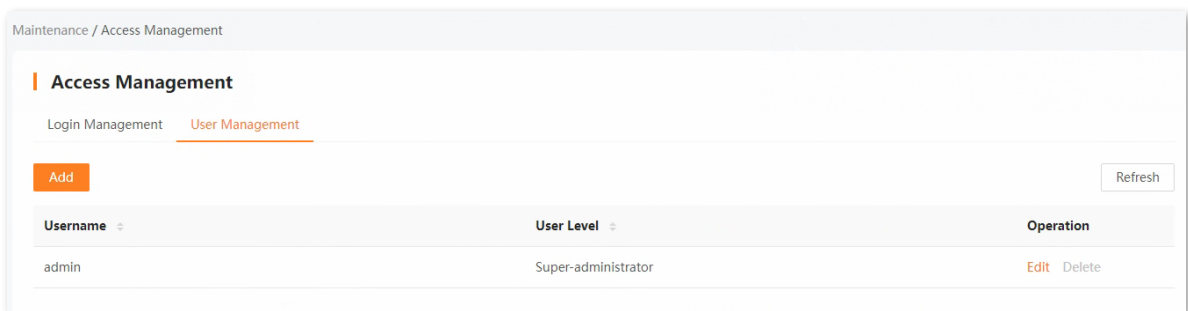 Maintenance / Access Management
Access Management
Login Management User Management
Add Refresh
Username User Level Operation
admin Super-administrator Edit Delete